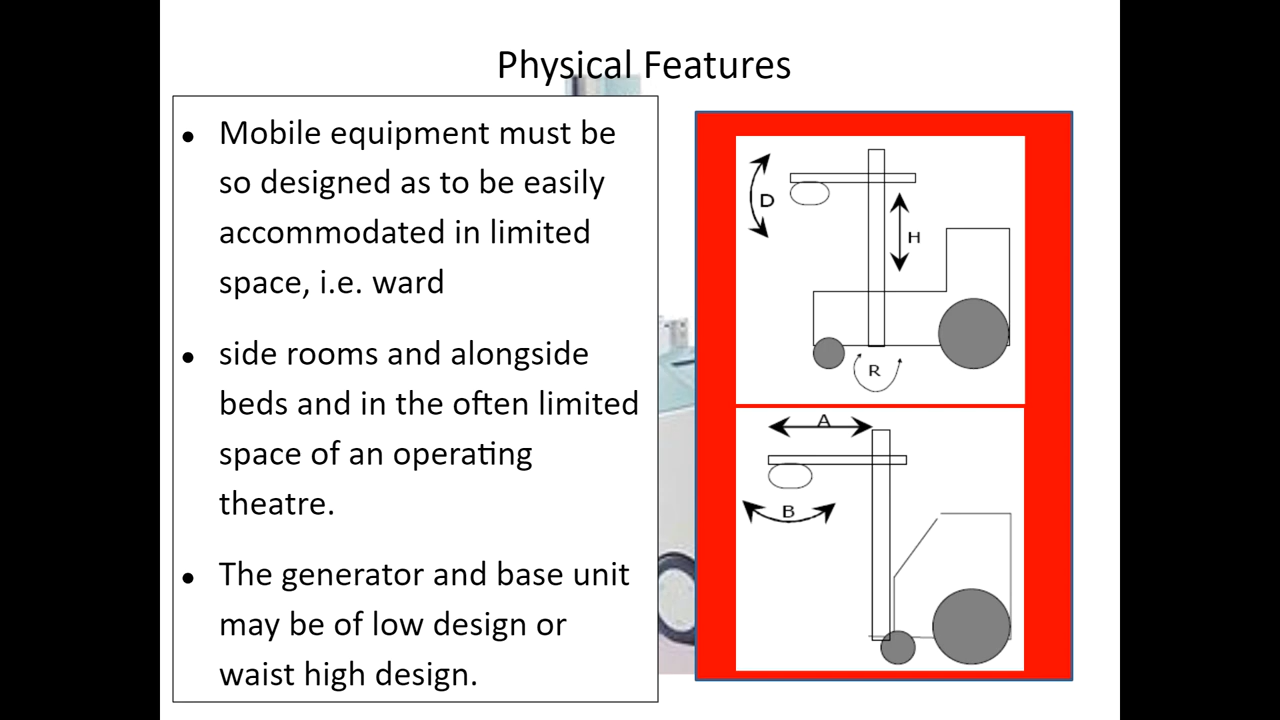 Physical Features
• Mobile equipment must be
so designed as to be easily
accommodated in limited
space, i.e. ward
• side rooms and alongside
beds and in the often limited
space of an operating
theatre.
• The generator and base unit
may be of low design or
waist high design.
D
H
R
A
B